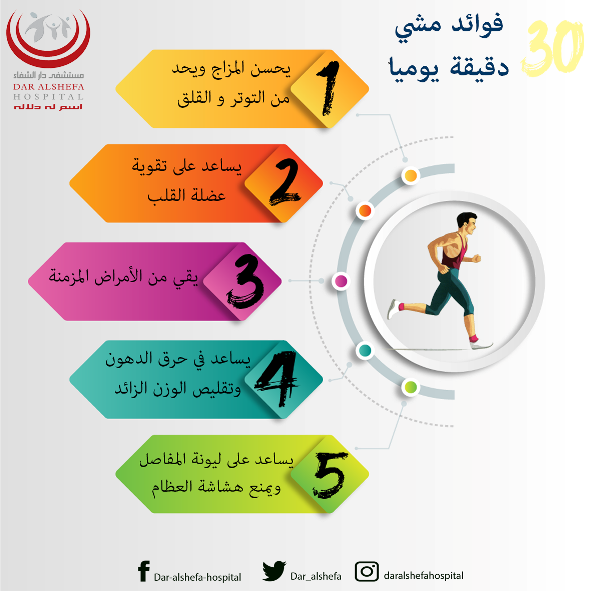 مستشفى دار الشفاء
DAR ALSHEFA
HOSPITAL
اسم له دلاله
فوائد مشي 30
دقيقة يوميا
1
يحسن المزاج ويحد
من التوتر و القلق
2
يساعد على تقوية
عضلة القلب
3
يقي من الأمراض المزمنة
4
يساعد في حرق الدهون
وتقليص الوزن الزائد
5
يساعد على ليونة المفاصل
ويمنع هشاشة العظام
Dar-alshefa-hospital
Dar_alshefa
daralshefahospital